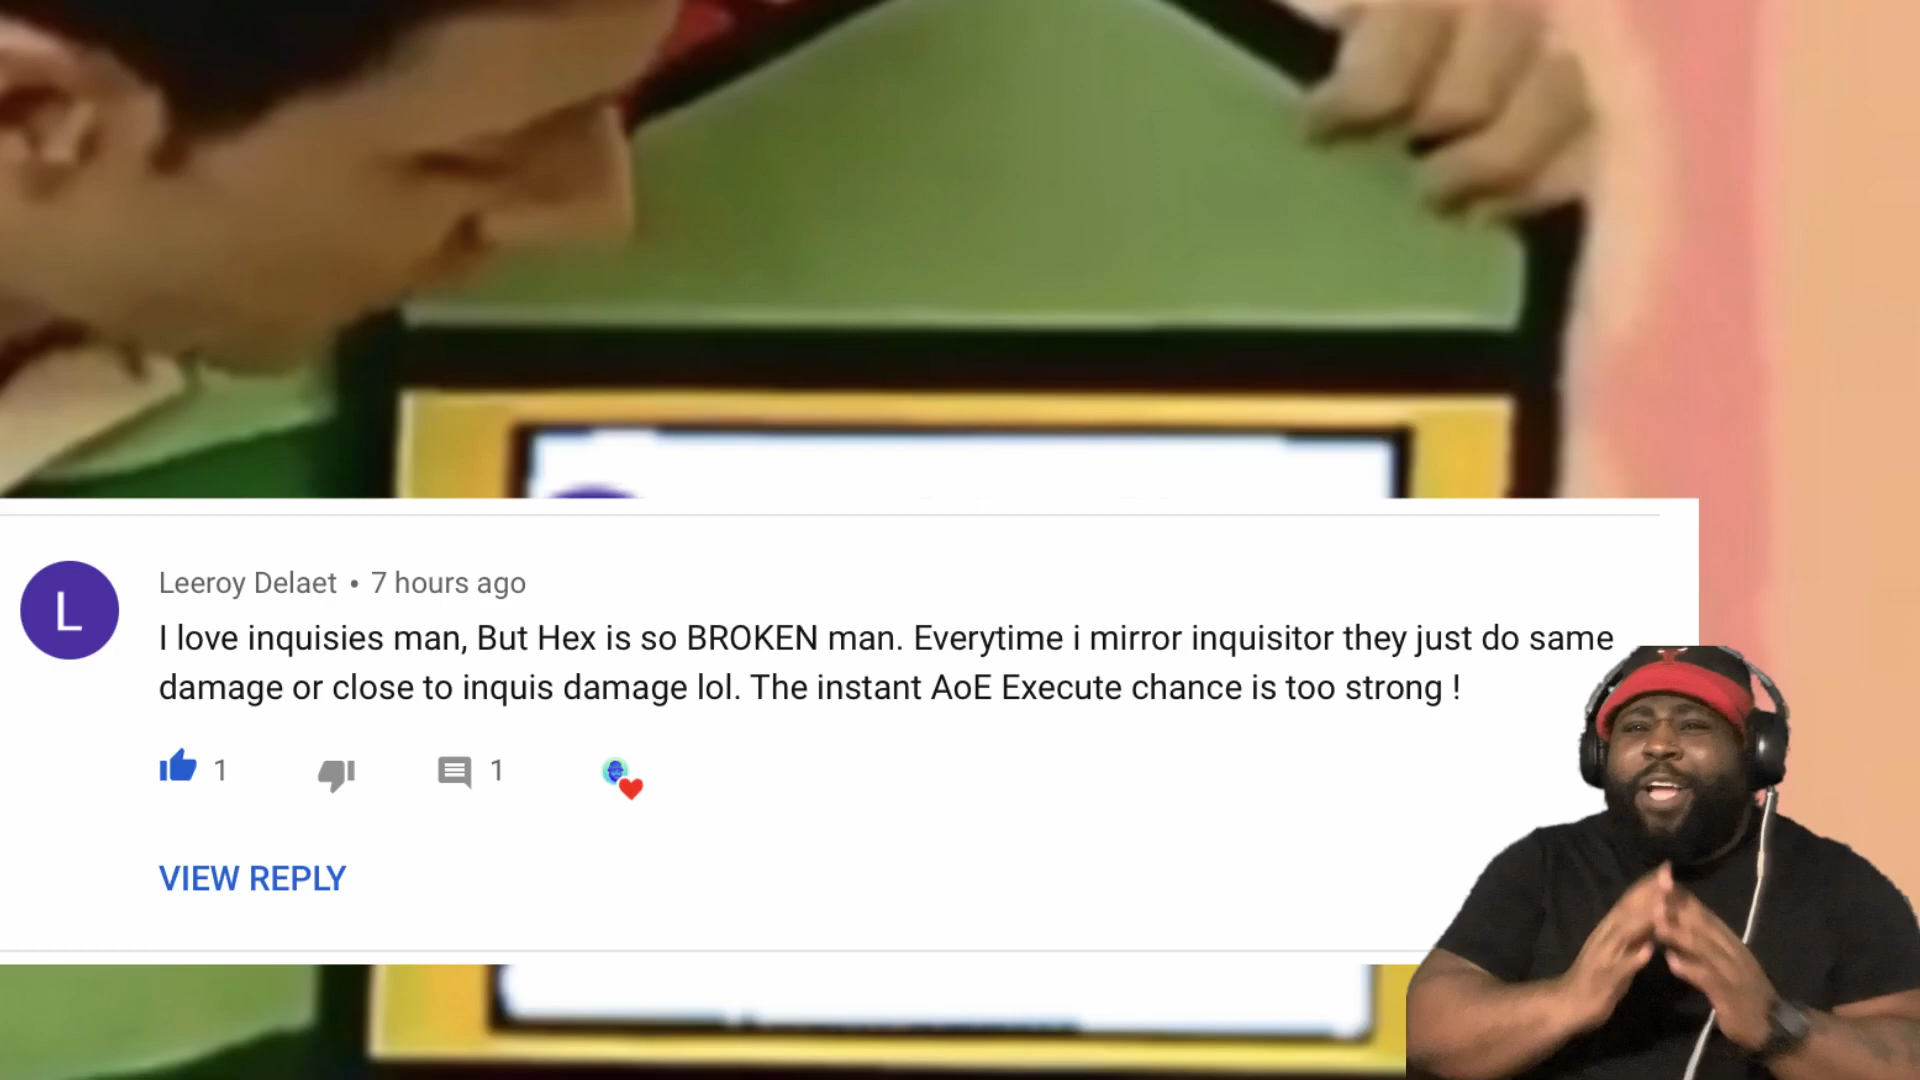 L
Leeroy Delaet • 7 hours ago
I love inquisies man, But Hex is so BROKEN man. Everytime i mirror inquisitor they just do same
damage or close to inquis damage lol. The instant AoE Execute chance is too strong !
1
1
VIEW REPLY